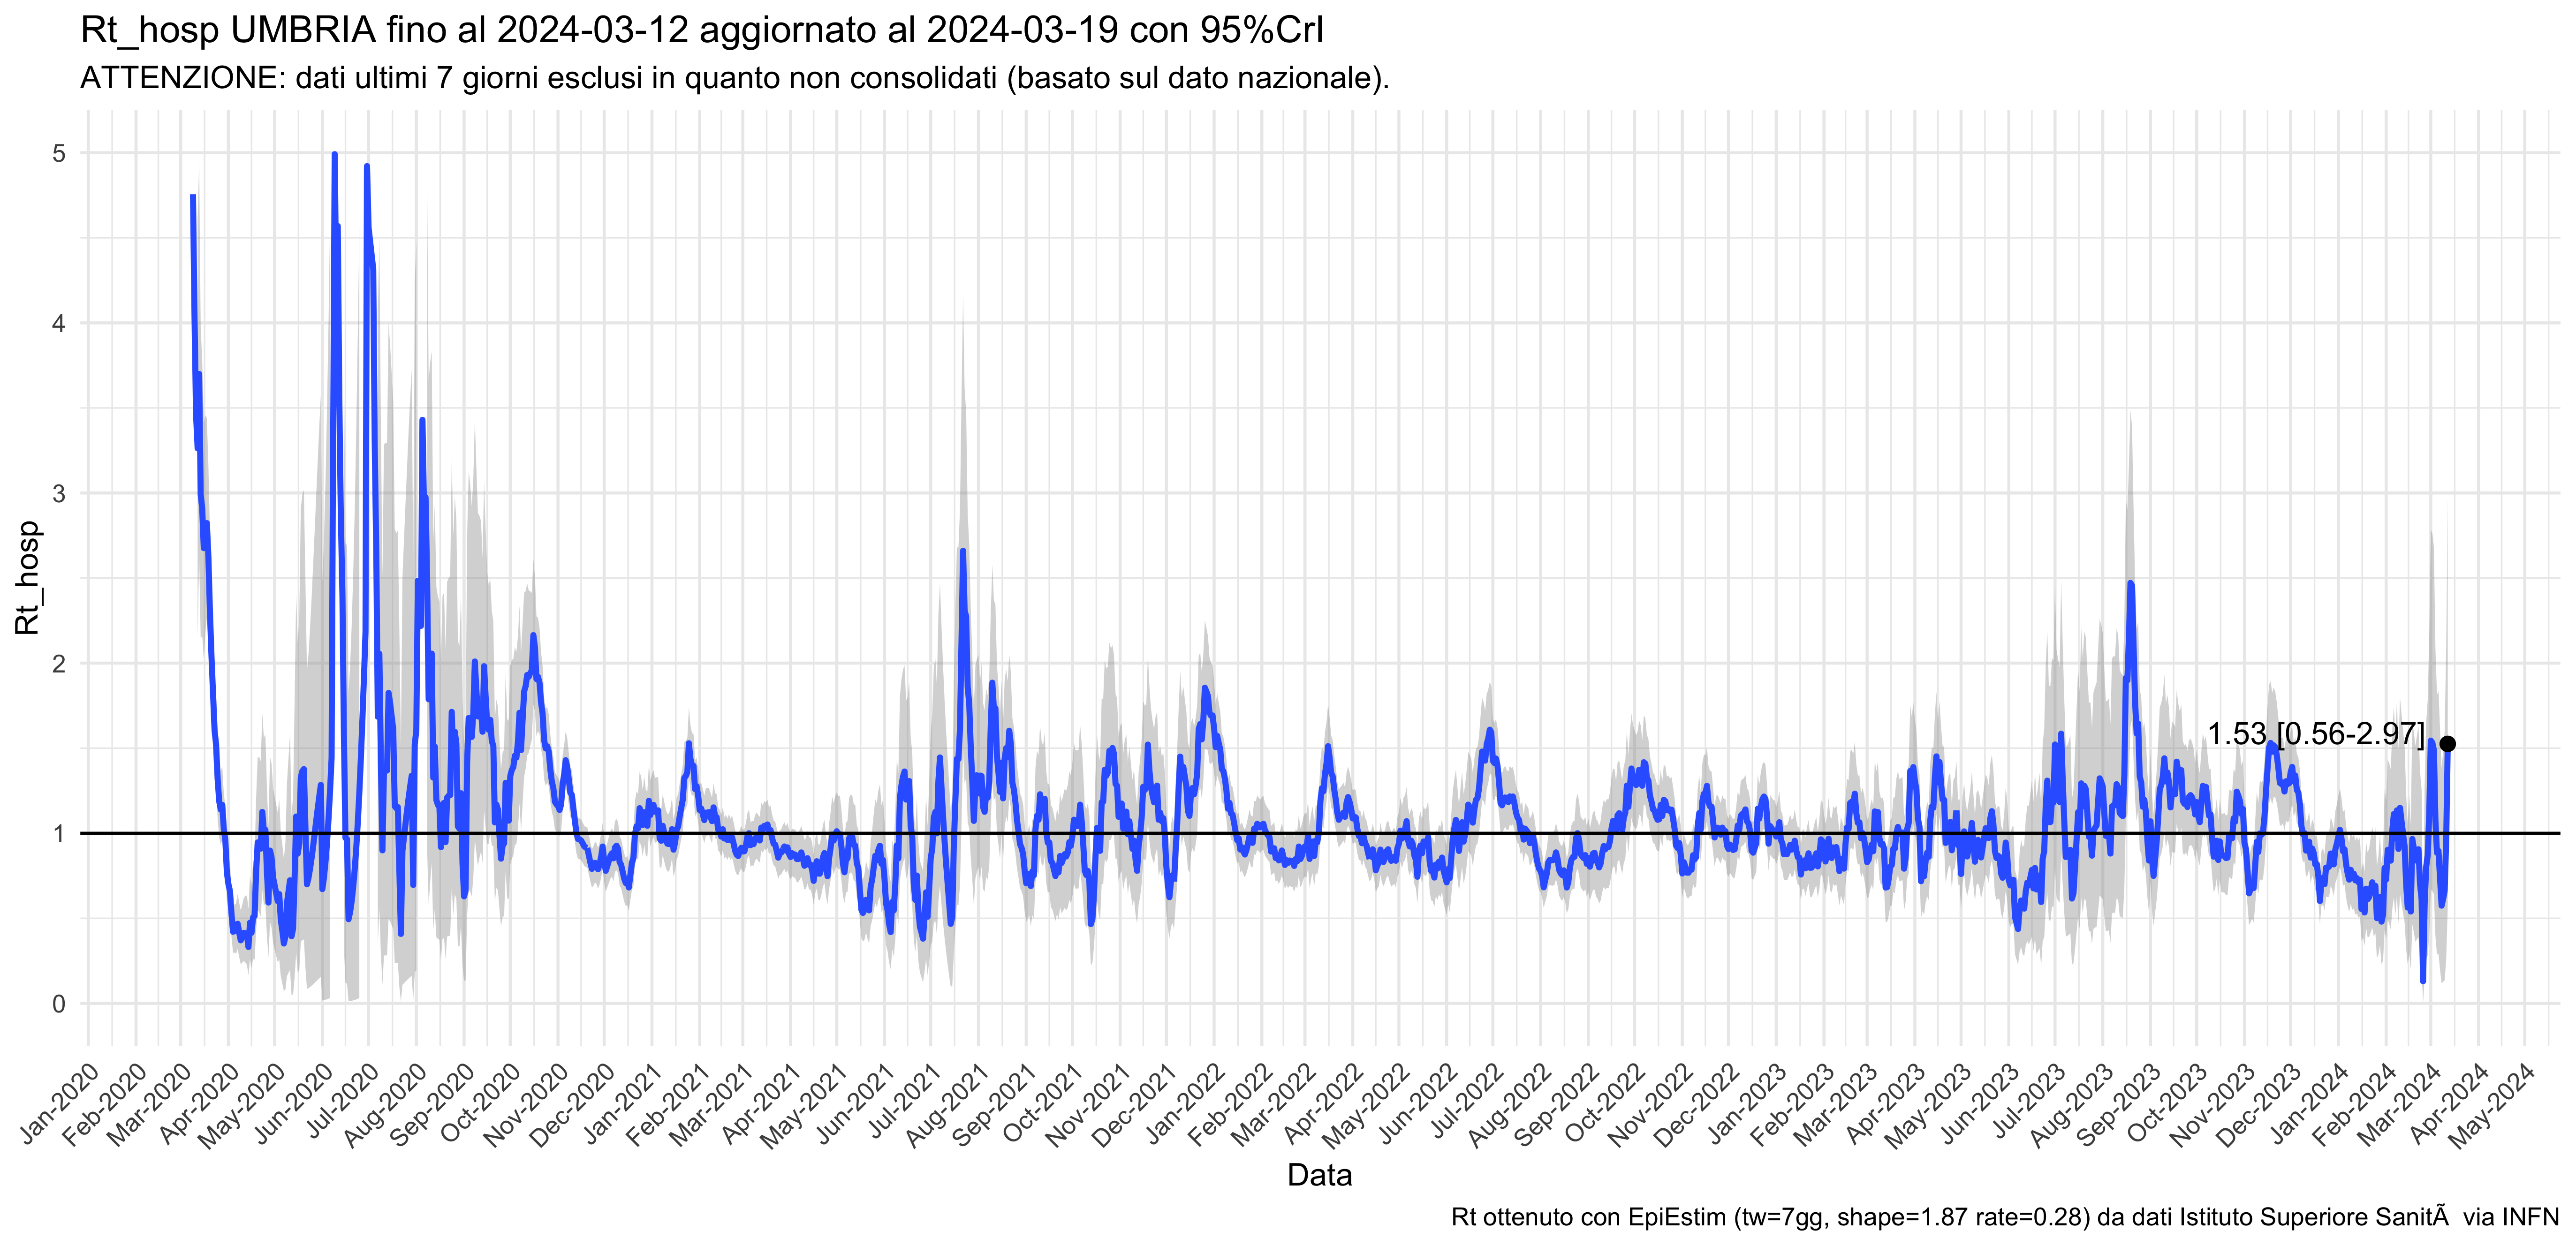 Rt_hosp UMBRIA fino al 2024-03-12 aggiornato al 2024-03-19 con 95%CrI
ATTENZIONE: dati ultimi 7 giorni esclusi in quanto non consolidati (basato sul dato nazionale).
5
4
3
2
1
0
Rt_hosp
1.53 [0.56-2.97]
Jan-2020
Feb-2020
Mar-2020
Apr-2020
May-2020
Jun-2020
Jul-2020
Aug-2020
Sep-2020
Oct-2020
Nov-2020
Dec-2020
Jan-2021
Feb-2021
Mar-2021
Apr-2021
May-2021
Jun-2021
Jul-2021
Aug-2021
Sep-2021
Oct-2021
Nov-2021
Dec-2021
Jan-2022
Feb-2022
Mar-2022
Apr-2022
May-2022
Jun-2022
Jul-2022
Aug-2022
Sep-2022
Oct-2022
Nov-2022
Dec-2022
Jan-2023
Feb-2023
Mar-2023
Apr-2023
May-2023
Jun-2023
Jul-2023
Aug-2023
Sep-2023
Oct-2023
Nov-2023
Dec-2023
Jan-2024
Feb-2024
Mar-2024
Apr-2024
May-2024
Data
Rt ottenuto con EpiEstim (tw=7gg, shape=1.87 rate=0.28) da dati Istituto Superiore SanitÃ  via INFN